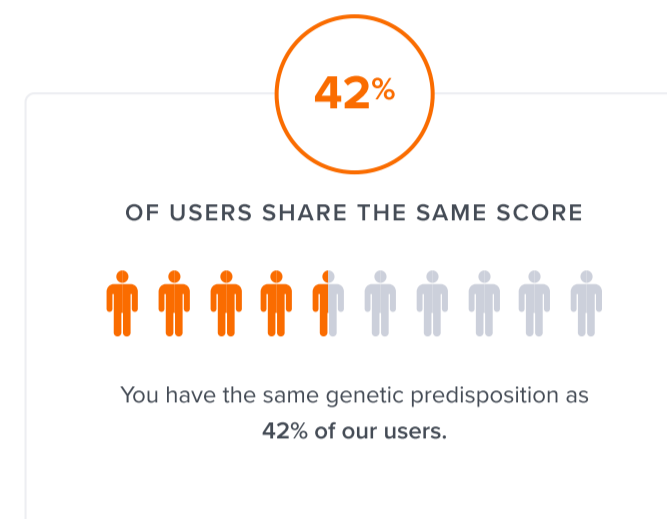 42%
OF USERS SHARE THE SAME SCORE
You have the same genetic predisposition as
42% of our users.